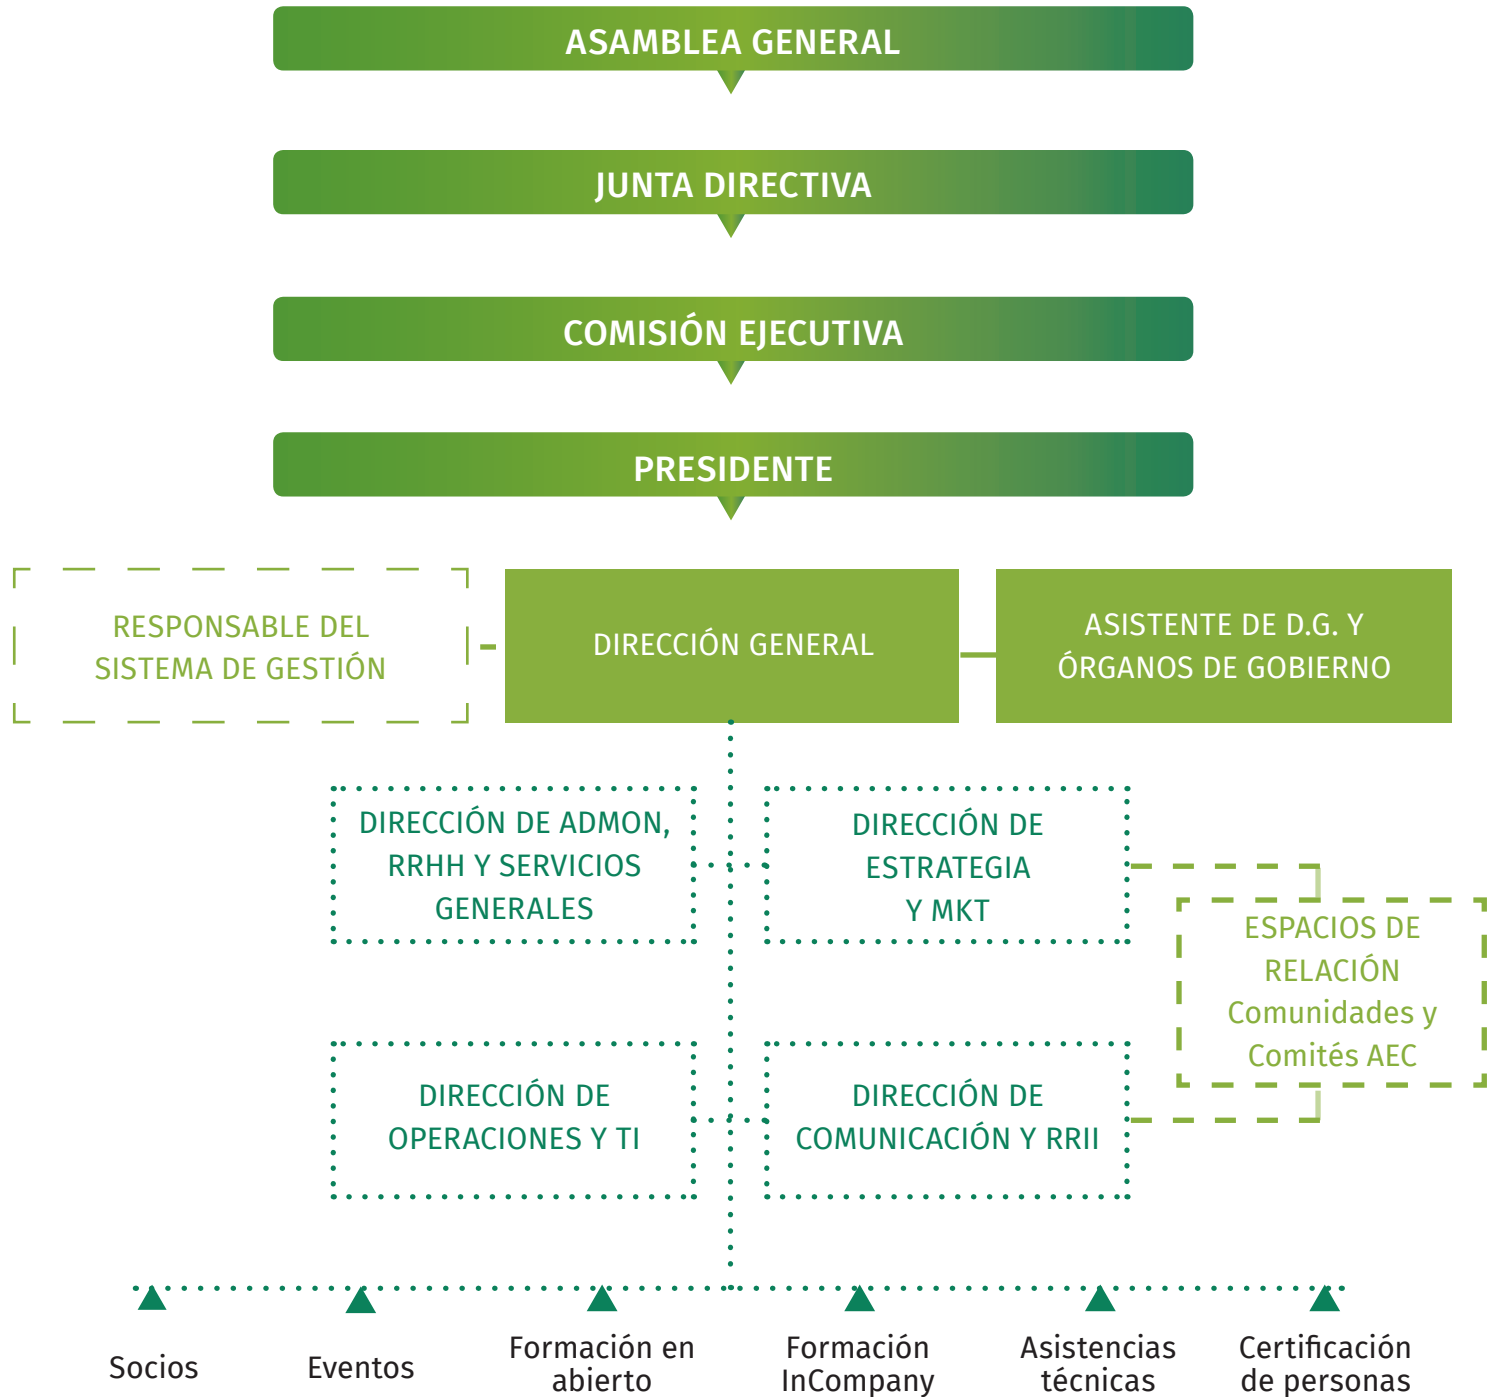 ASAMBLEA GENERAL
JUNTA DIRECTIVA
COMISIÓN EJECUTIVA
PRESIDENTE
RESPONSABLE DEL
SISTEMA DE GESTIÓN
DIRECCIÓN GENERAL
ASISTENTE DE D.G. Y
ÓRGANOS DE GOBIERNO
DIRECCIÓN DE ADMON,
RRHH Y SERVICIOS
GENERALES
DIRECCIÓN DE
ESTRATEGIA
Y MKT
ESPACIOS DE
RELACIÓN
Comunidades y
Comités AEC
DIRECCIÓN DE
OPERACIONES Y TI
DIRECCIÓN DE
COMUNICACIÓN Y RRII
Socios
Eventos
Formación en
abierto
Formación
InCompany
Asistencias
técnicas
Certificación
de personas